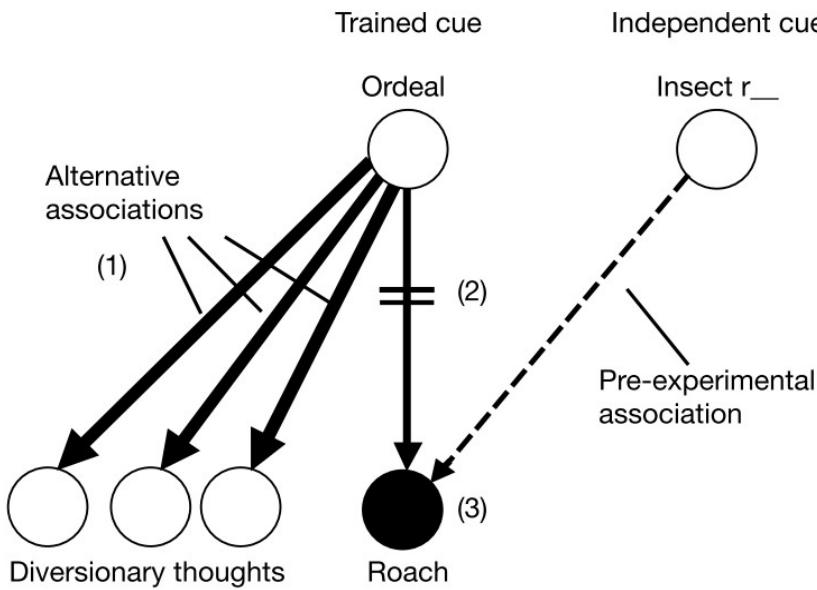 Trained cue
Independent cue
Ordeal
Insect r__
Alternative
associations
(1)
(2)
Pre-experimental
association
(3)
Diversionary thoughts
Roach